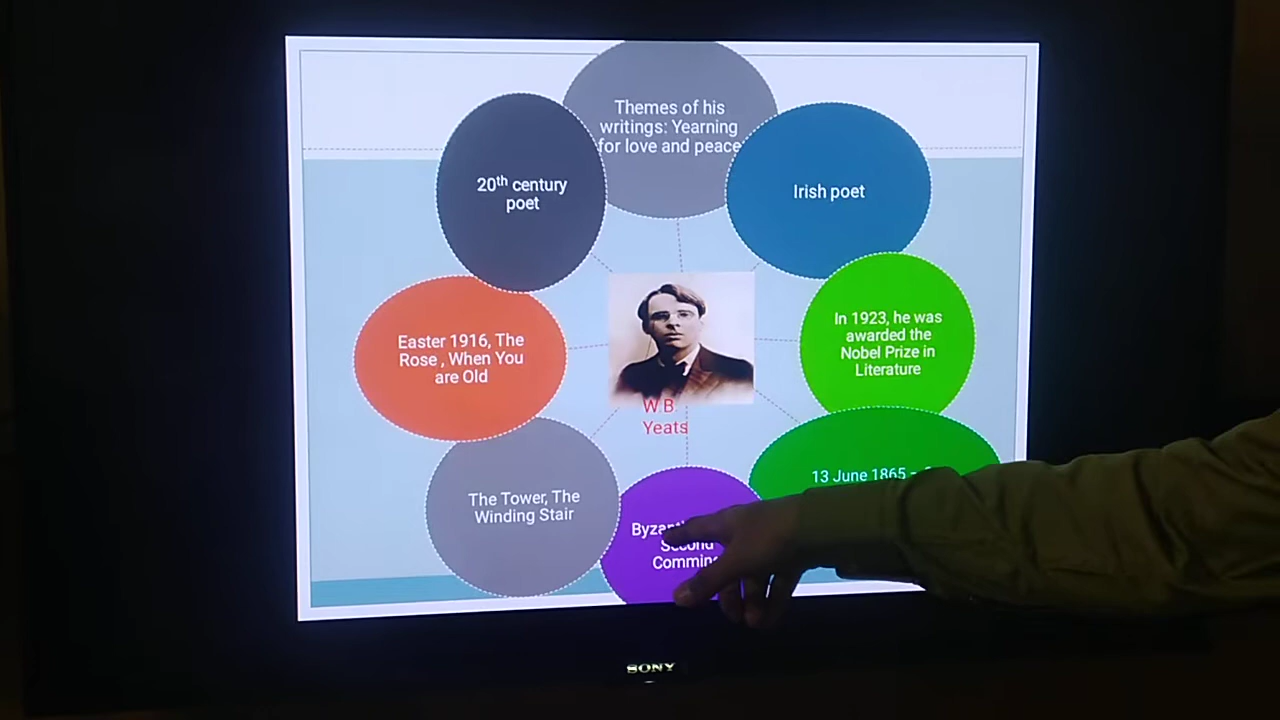 Themes of his
writings: Yearning
for love and peace
20th century
poet
Irish poet
In 1923, he was
awarded the
Nobel Prize in
Literature
Easter 1916, The
Rose , When You
are Old
W.B.
Yeats
13 June 1865 –
The Tower, The
Winding Stair
Second
SONY